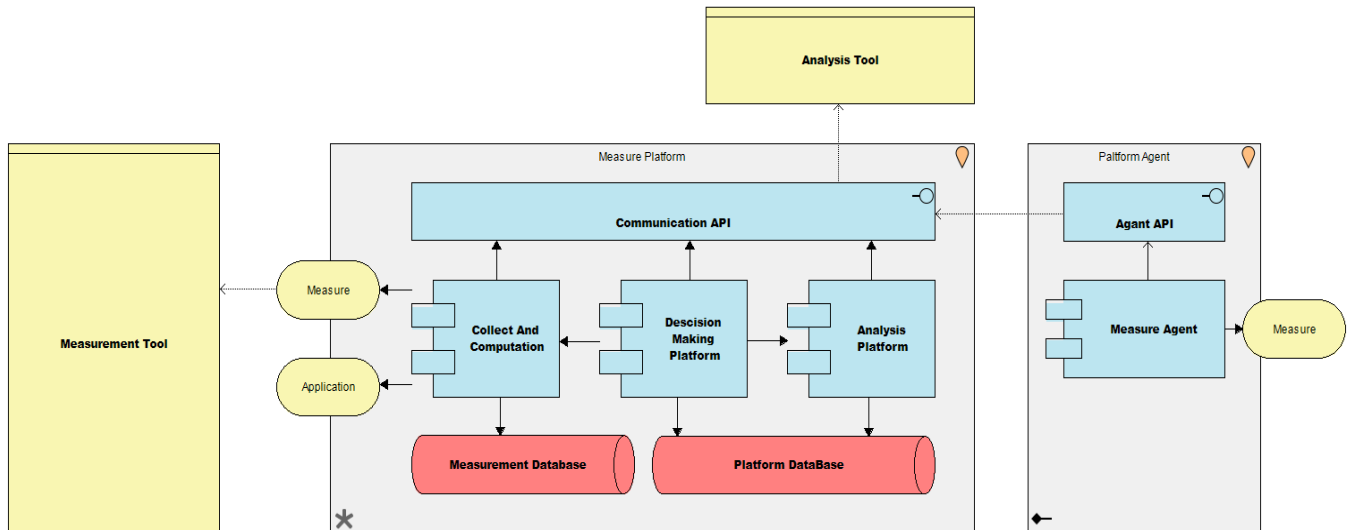 Analysis Tool
Measurement Tool
Measure Platform
Communication API
Measure
Application
Collect And
Computation
Descision
Making
Platform
Analysis
Platform
Measurement Database
Platform DataBase
Paltform Agent
Agant API
Measure Agent
Measure